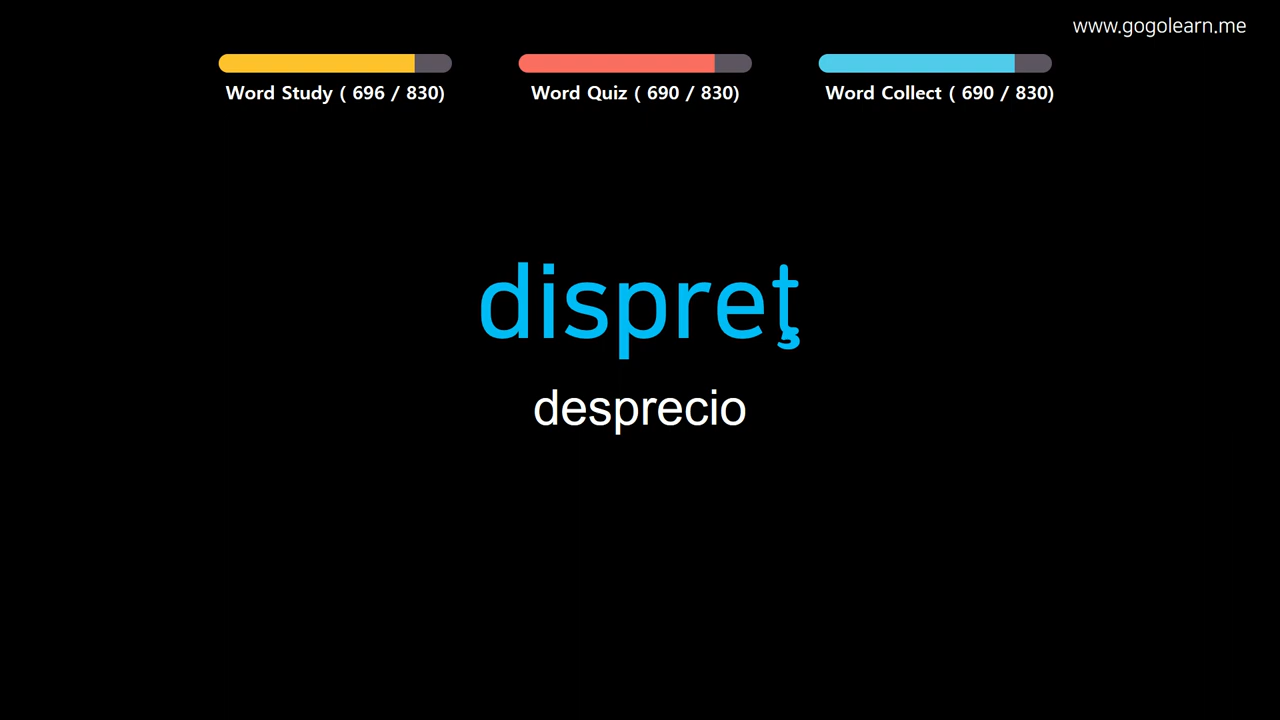 www.gogolearn.me
Word Study ( 696 / 830)
Word Quiz ( 690 / 830)
Word Collect ( 690 / 830)
dispreţ
desprecio